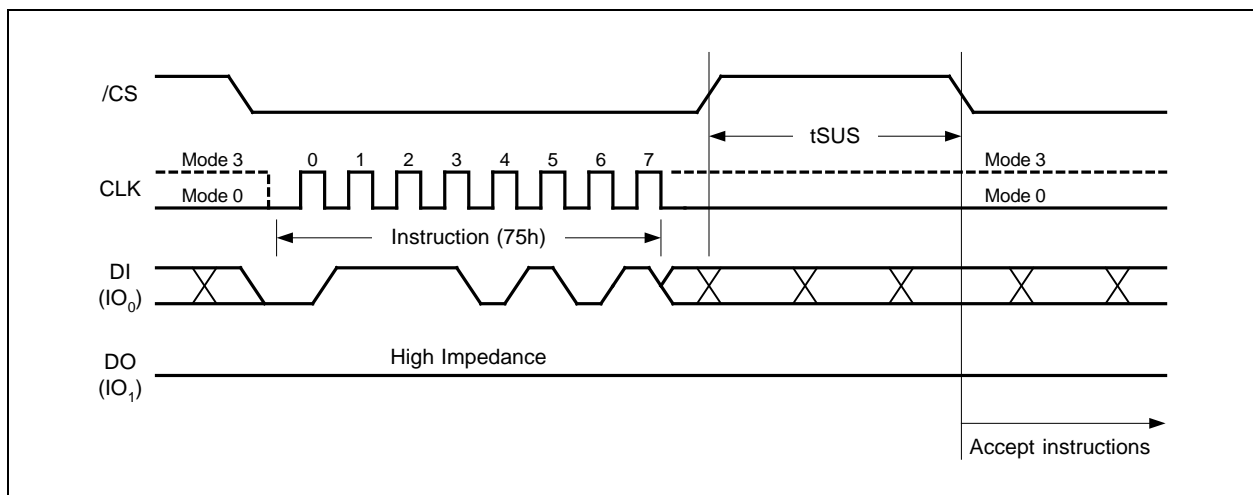 /CS
tSUS
Mode 3
0 1 2 3 4 5 6 7
Mode 3
CLK
Mode 0
Mode 0
Instruction (75h)
DI
(IO0)
High Impedance
DO
(IO1)
Accept instructions